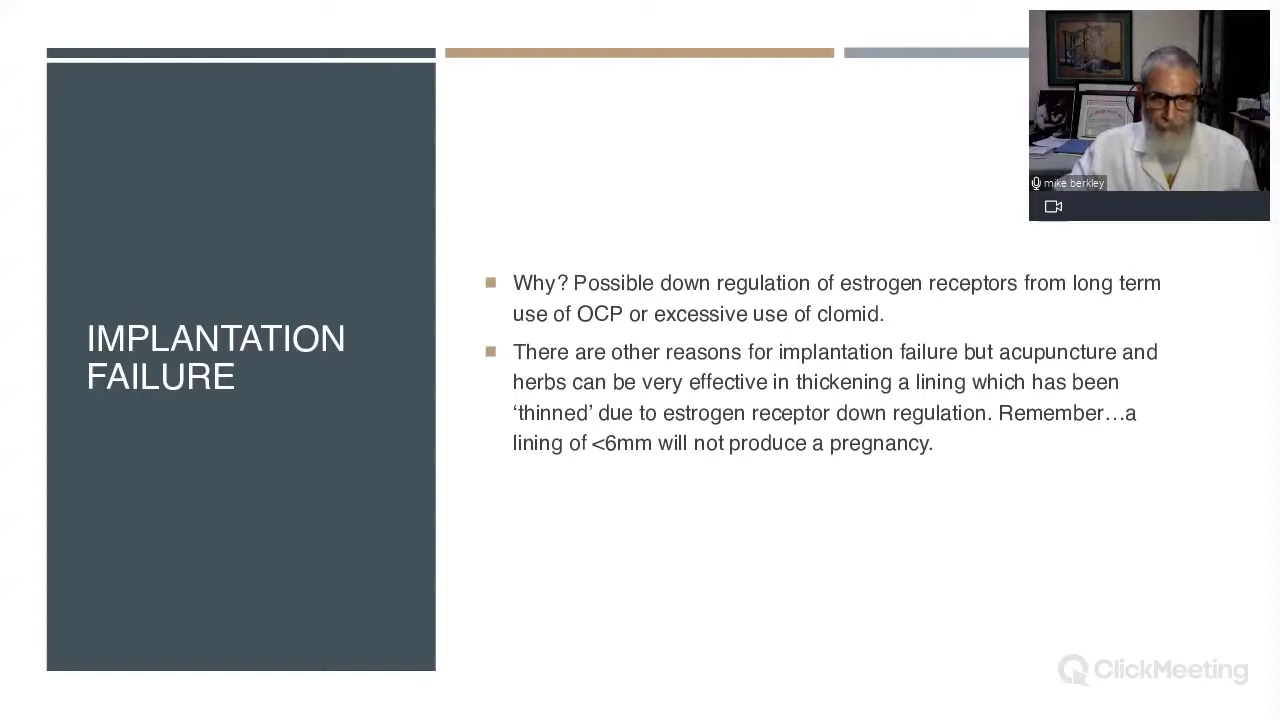 mike berkley
IMPLANTATION
FAILURE
Why? Possible down regulation of estrogen receptors from long term
use of OCP or excessive use of clomid.
There are other reasons for implantation failure but acupuncture and
herbs can be very effective in thickening a lining which has been
‘thinned’ due to estrogen receptor down regulation. Remember…a
lining of <6mm will not produce a pregnancy.
ClickMeeting